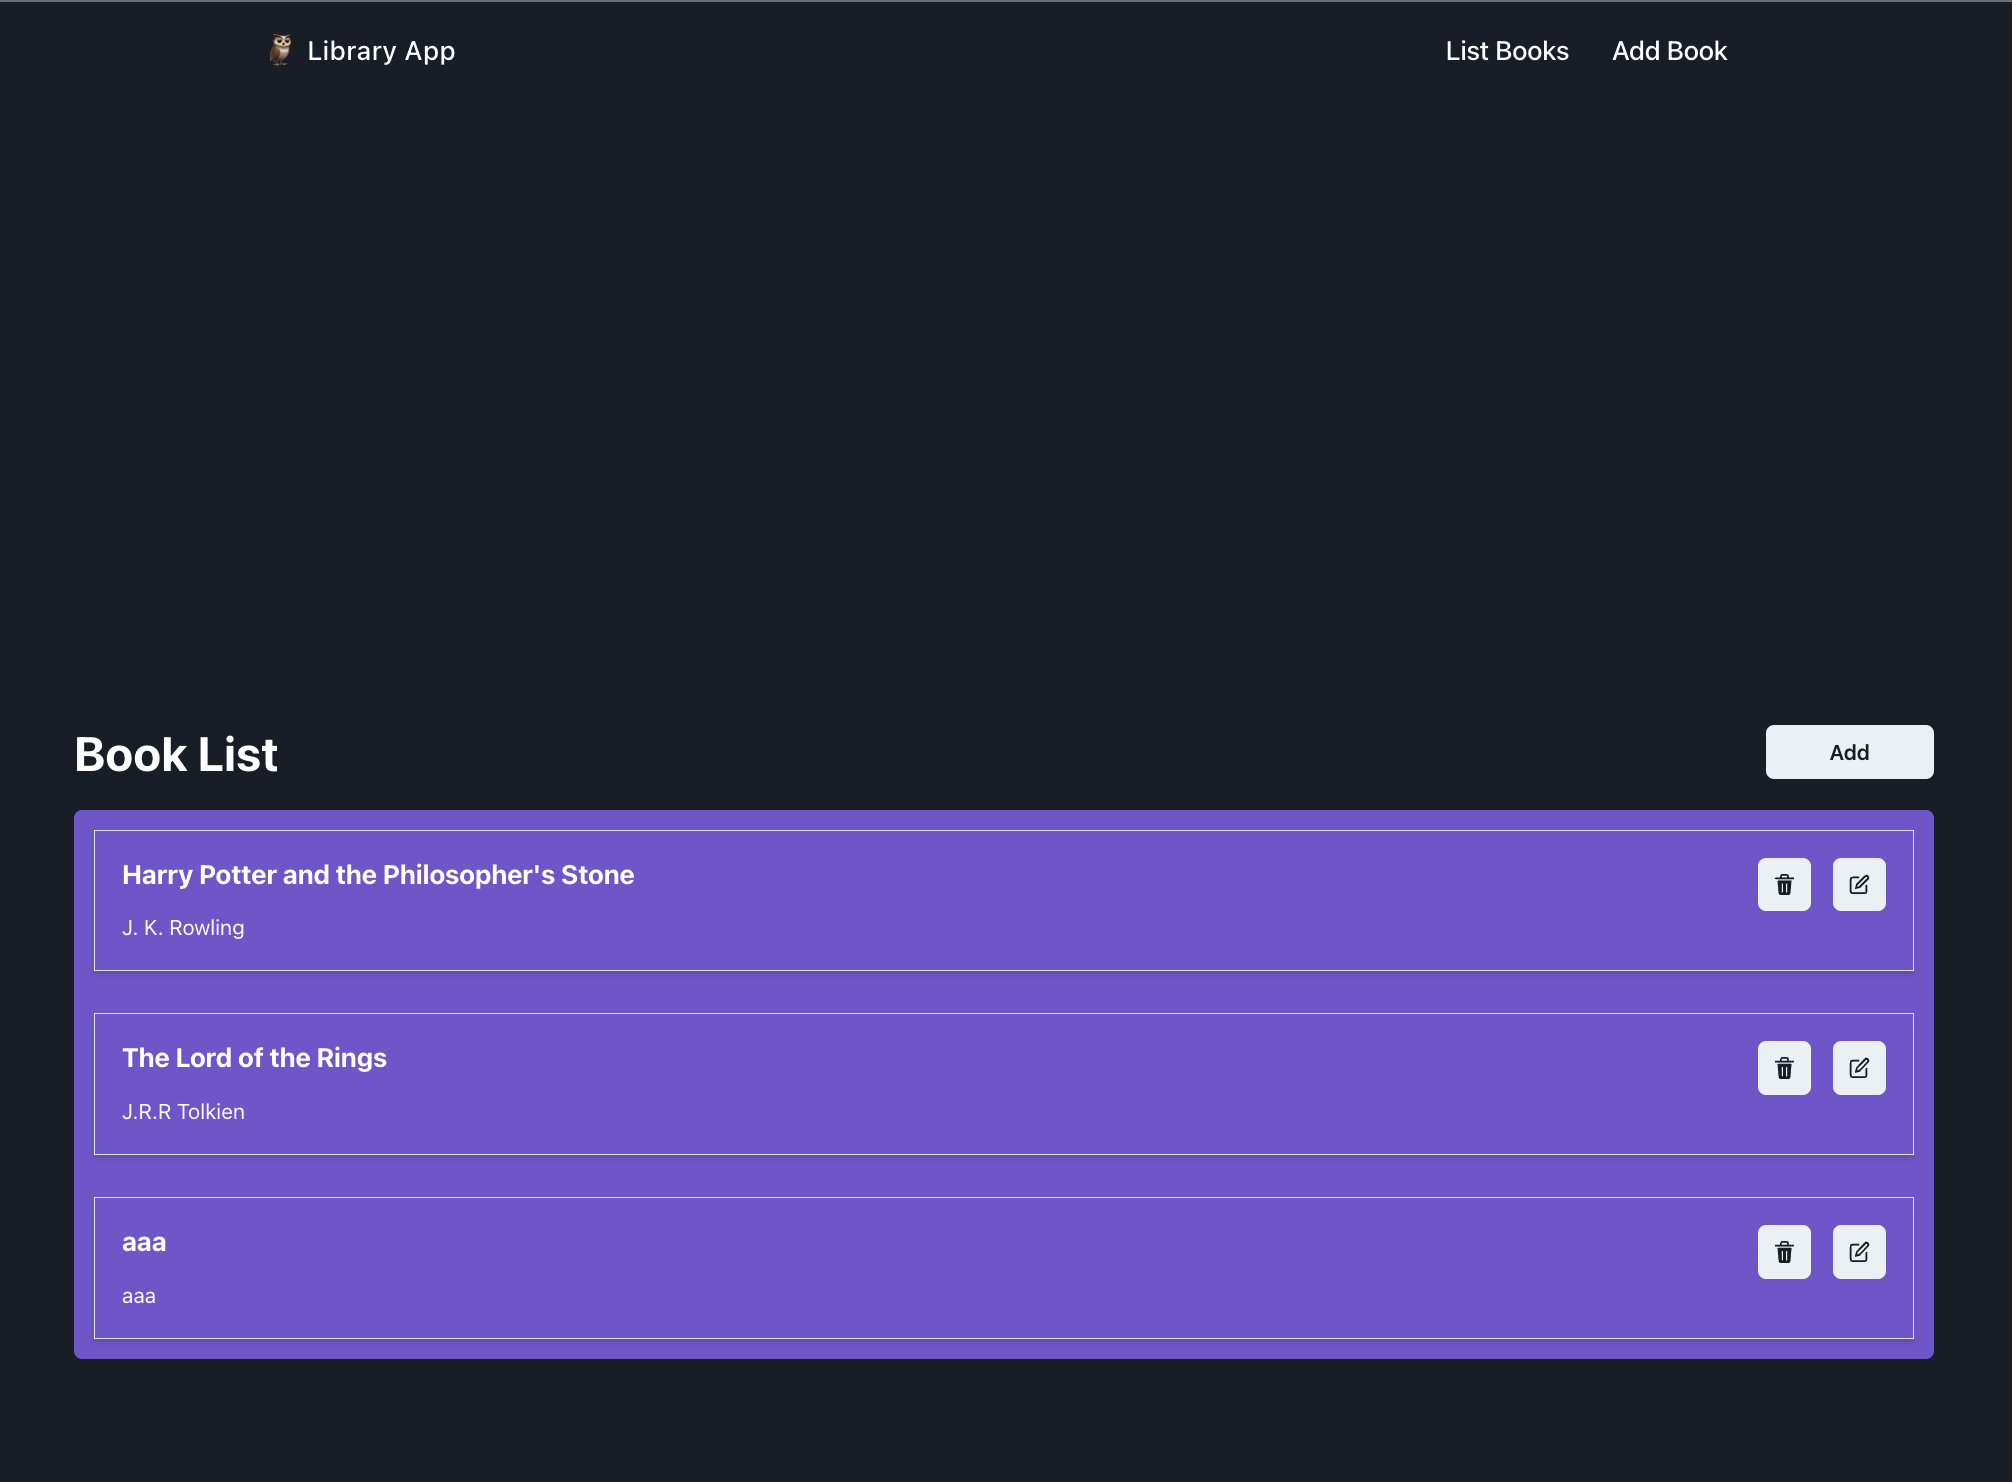 Library App
List Books
Add Book
Book List
Add
Harry Potter and the Philosopher's Stone
J. K. Rowling
The Lord of the Rings
J.R.R Tolkien
aaa
aaa